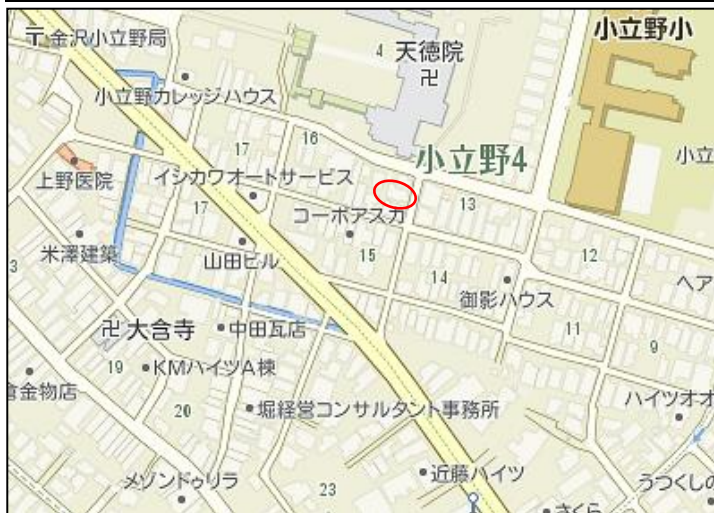 小立野小
金沢小立野局
4
天徳院
小立野カレッジハウス
16
17
小立野4
小立
上野医院
イシカワオートサービス
17
コーポアスカ
13
米澤建築
山田ビル
15
12
3
14
御影ハウス
ヘア
大含寺
中田瓦店
11
19
KMハイツA棟
9
倉金物店
20
堀経営コンサルタント事務所
ハイツオオ
メゾンドゥリラ
近藤ハイツ
うつくしの
23
さくら